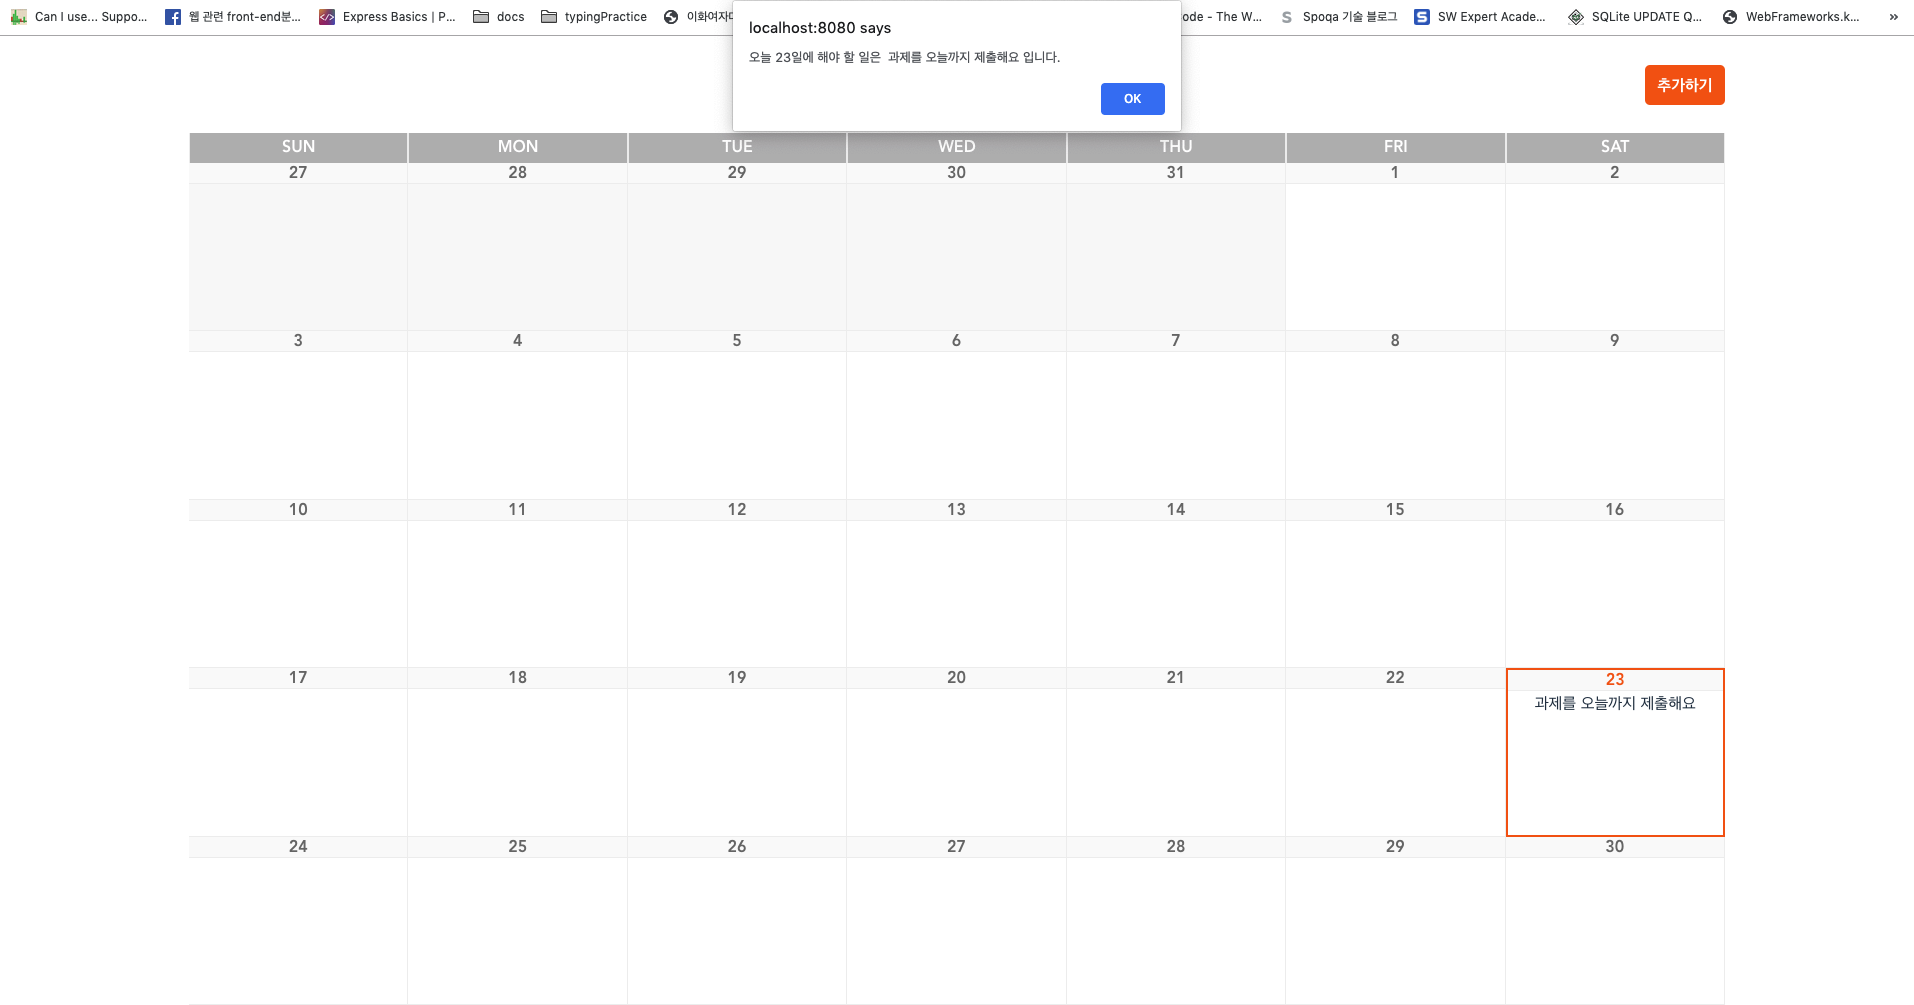 Can I use... Suppo... 웹 관련 front-end분... Express Basics | P... docs typingPractice 이화여자 ode - The W... Spoqa 기술 블로그 SW Expert Acade... SQLite UPDATE Q... WebFrameworks.k... »
localhost:8080 says
오늘 23일에 해야 할 일은 과제를 오늘까지 제출해요 입니다.
OK
추가하기
SUN MON TUE WED THU FRI SAT
27 28 29 30 31 1 2
3 4 5 6 7 8 9
10 11 12 13 14 15 16
17 18 19 20 21 22 23
과제를 오늘까지 제출해요
24 25 26 27 28 29 30